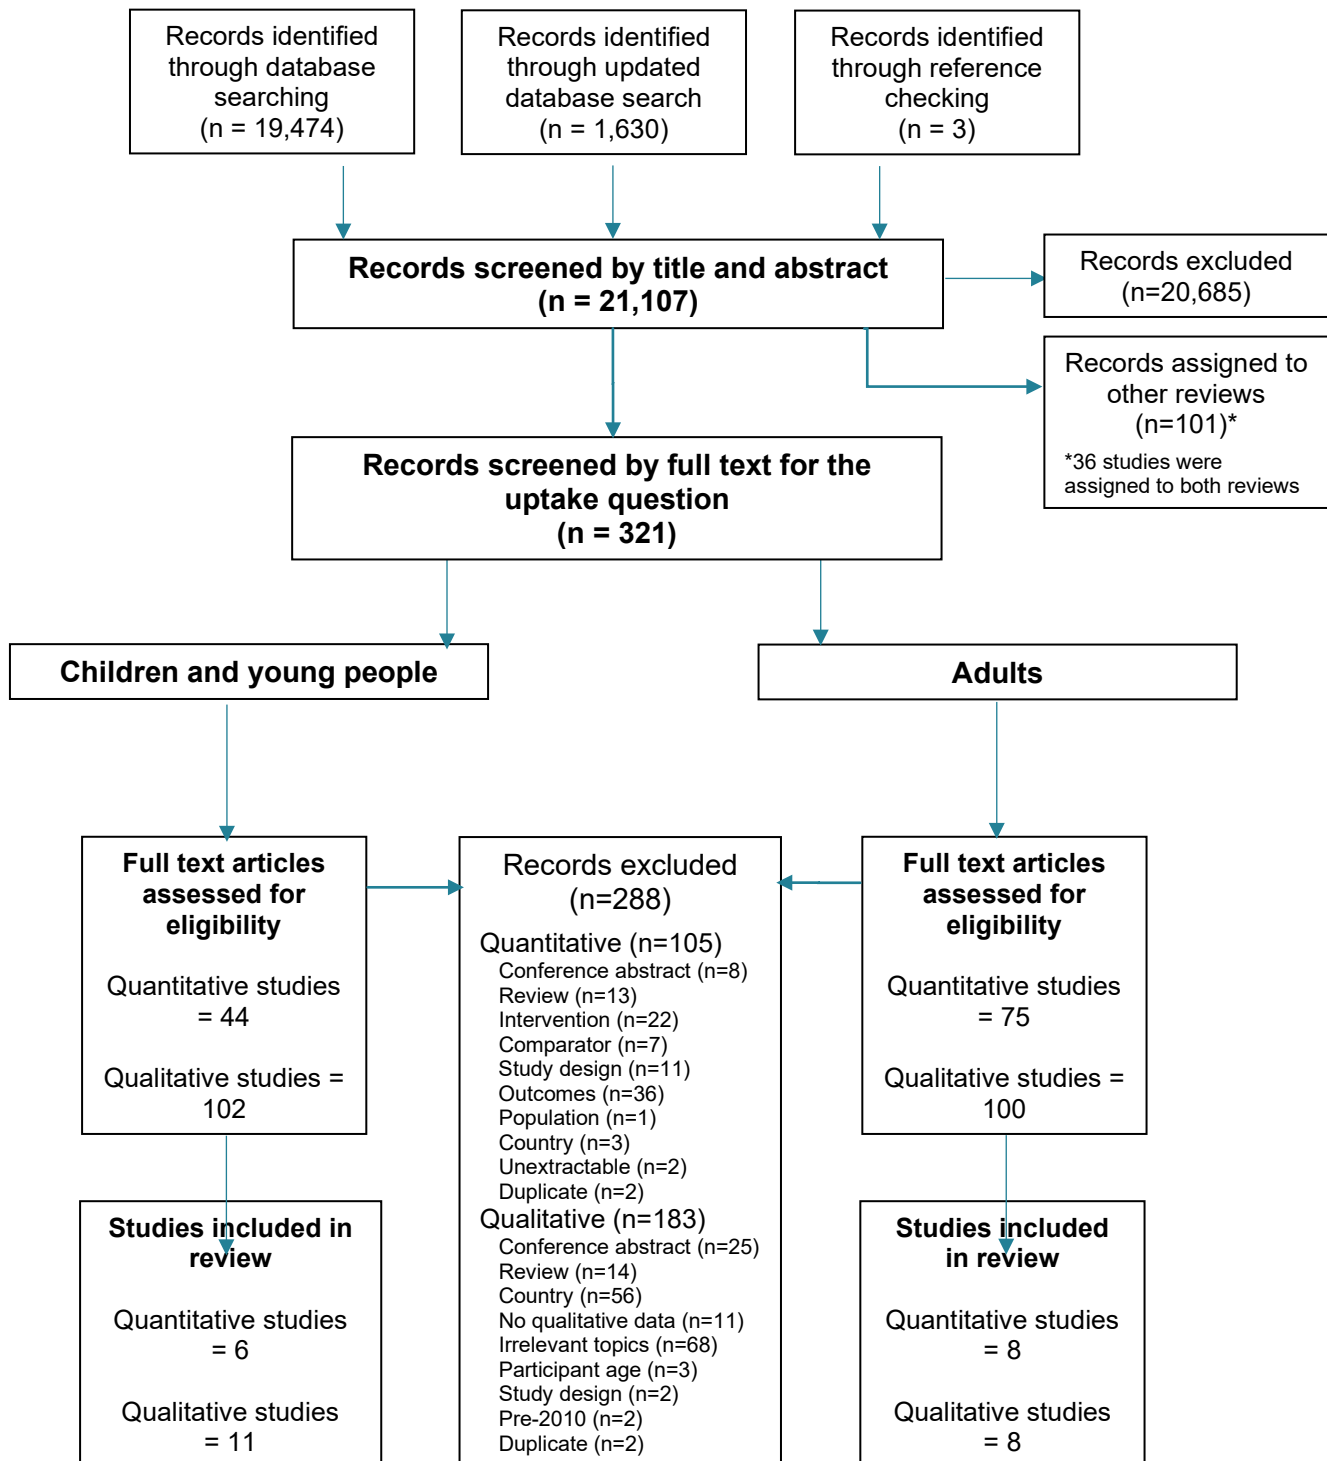 Records identified
through database
searching
(n = 19,474)
Records identified
through updated
database search
(n = 1,630)
Records identified
through reference
checking
(n = 3)
Records screened by title and abstract
(n = 21,107)
Records excluded
(n=20,685)
Records assigned to
other reviews
(n=101)*
*36 studies were
assigned to both reviews
Records screened by full text for the
uptake question
(n = 321)
Children and young people
Adults
Full text articles
assessed for
eligibility
Quantitative studies
= 44
Qualitative studies =
102
Records excluded
(n=288)
Quantitative (n=105)
Conference abstract (n=8)
Review (n=13)
Intervention (n=22)
Comparator (n=7)
Study design (n=11)
Outcomes (n=36)
Population (n=1)
Country (n=3)
Unextractable (n=2)
Duplicate (n=2)
Qualitative (n=183)
Conference abstract (n=25)
Review (n=14)
Country (n=56)
No qualitative data (n=11)
Irrelevant topics (n=68)
Participant age (n=3)
Study design (n=2)
Pre-2010 (n=2)
Duplicate (n=2)
Full text articles
assessed for
eligibility
Quantitative studies
= 75
Qualitative studies =
100
Studies included in
review
Quantitative studies
= 6
Qualitative studies
= 11
Studies included
in review
Quantitative studies
= 8
Qualitative studies
= 8